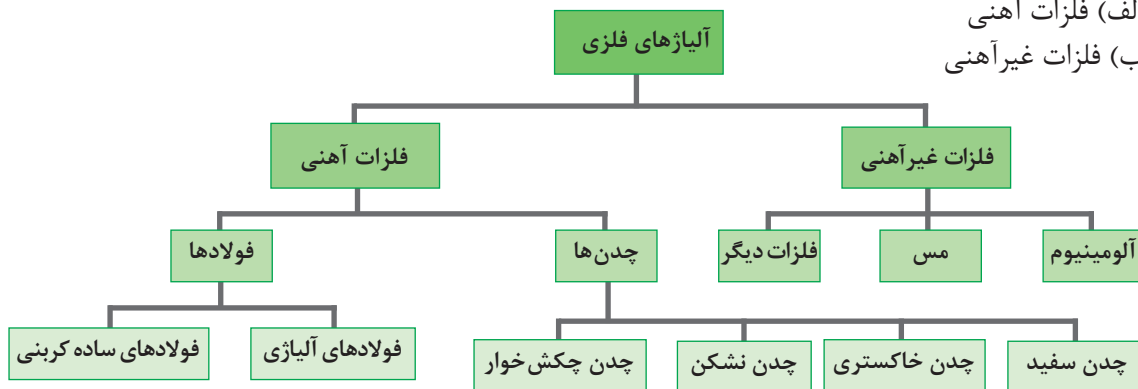 الف) فلزات آهنی
ب) فلزات غیرآهنی
آلیاژهای فلزی
فلزات غیرآهنی
فلزات آهنی
آلومینیوم
مس
فلزات دیگر
چدن‌ها
فولادها
چدن سفید
چدن خاکستری
چدن نشکن
چدن چکش‌خوار
فولادهای آلیاژی
فولادهای ساده کربنی